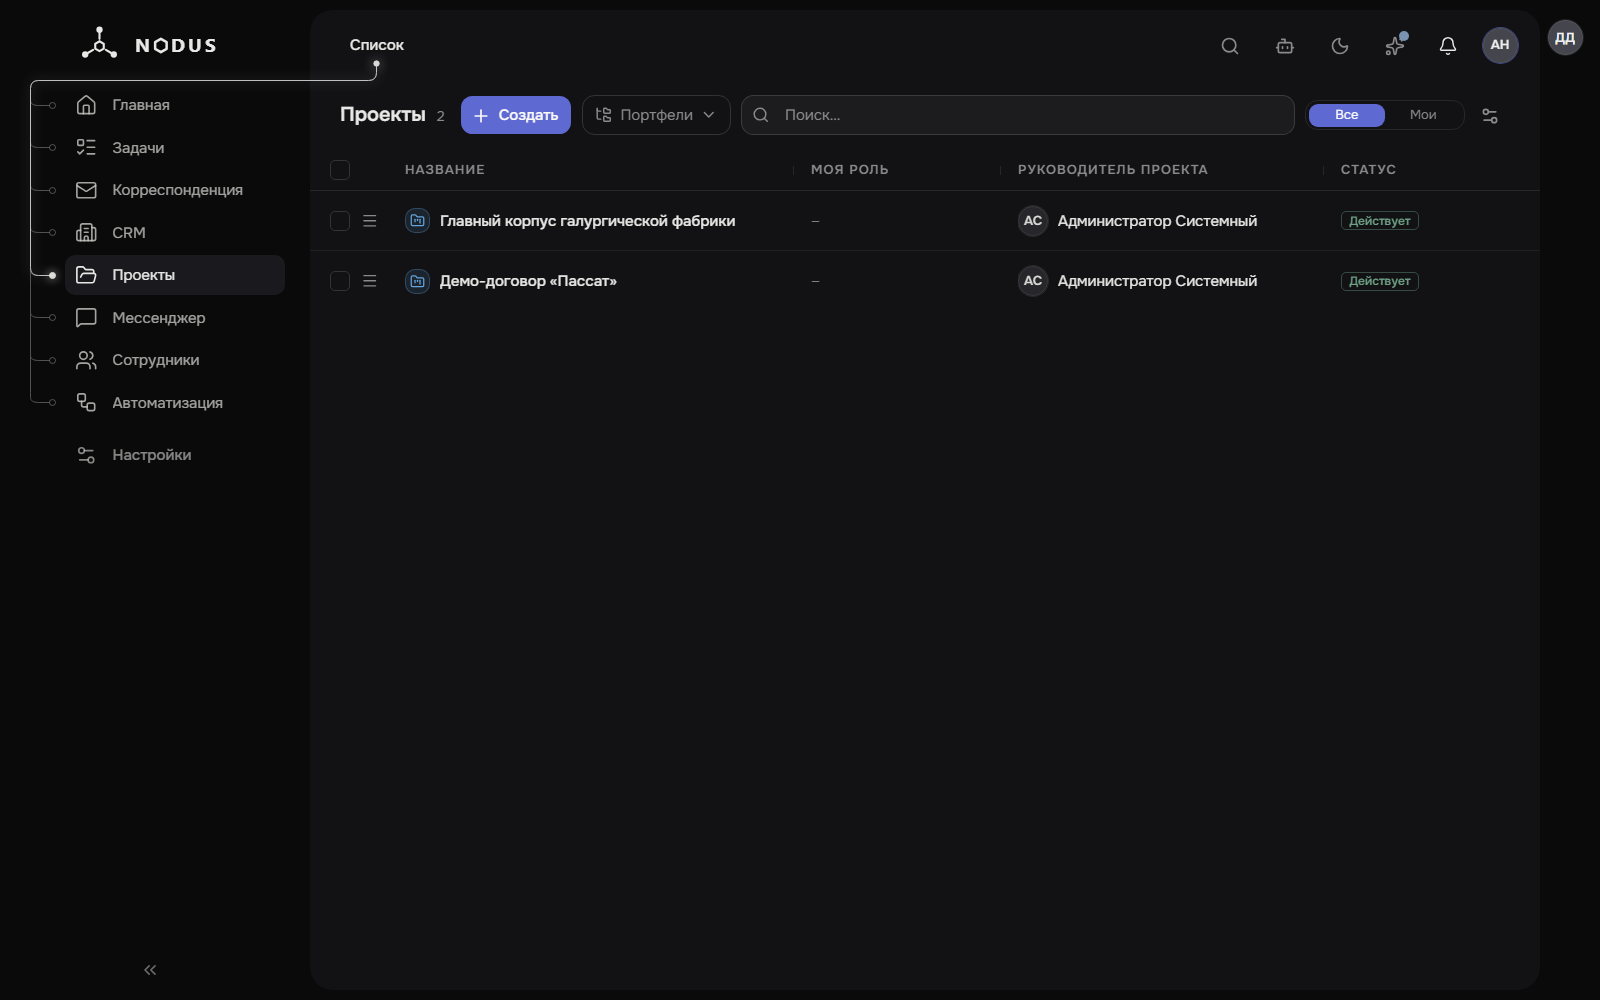 NODUS
Список
АН
ДД
Главная
Задачи
Корреспонденция
CRM
Проекты
Мессенджер
Сотрудники
Автоматизация
Настройки
Проекты 2
Создать
Портфели
Поиск...
Все
Мои
НАЗВАНИЕ
МОЯ РОЛЬ
РУКОВОДИТЕЛЬ ПРОЕКТА
СТАТУС
Главный корпус галургической фабрики
–
АС
Администратор Системный
Действует
Демо-договор «Пассат»
–
АС
Администратор Системный
Действует